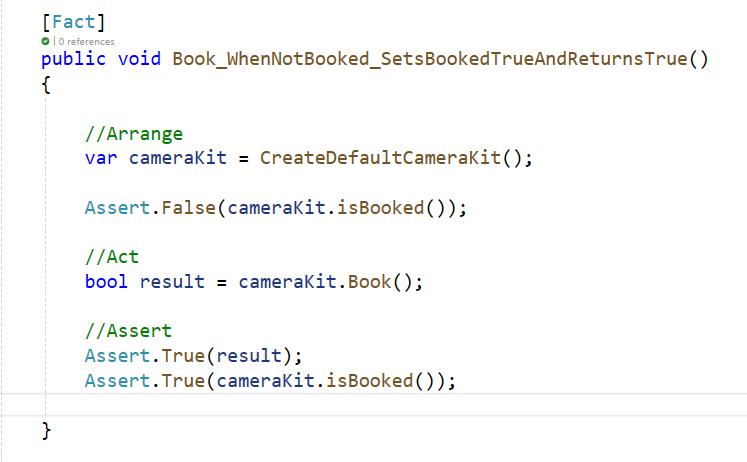 [Fact]
| 0 references
public void Book_WhenNotBooked_SetsBookedTrueAndReturnsTrue()
{
//Arrange
var cameraKit = CreateDefaultCameraKit();
Assert.False(cameraKit.isBooked());
//Act
bool result = cameraKit.Book();
//Assert
Assert.True(result);
Assert.True(cameraKit.isBooked());
}